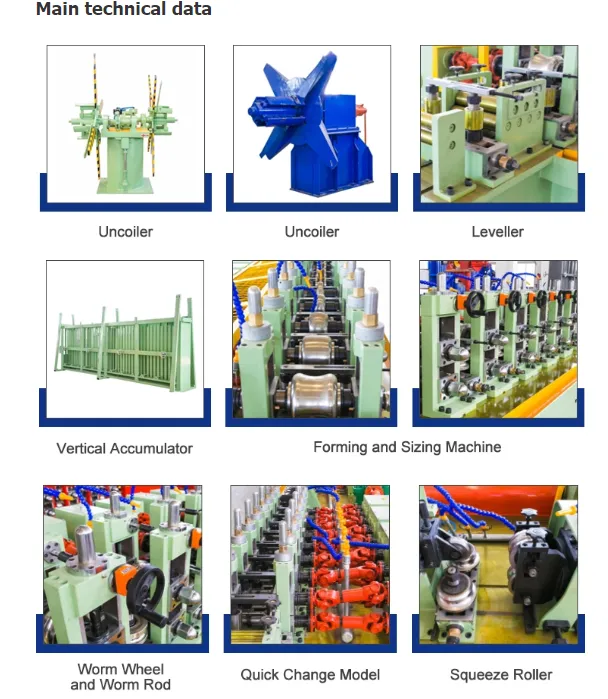 Main technical data
Uncoiler
Uncoiler
Leveller
Vertical Accumulator
Forming and Sizing Machine
Worm Wheel
and Worm Rod
Quick Change Model
Squeeze Roller